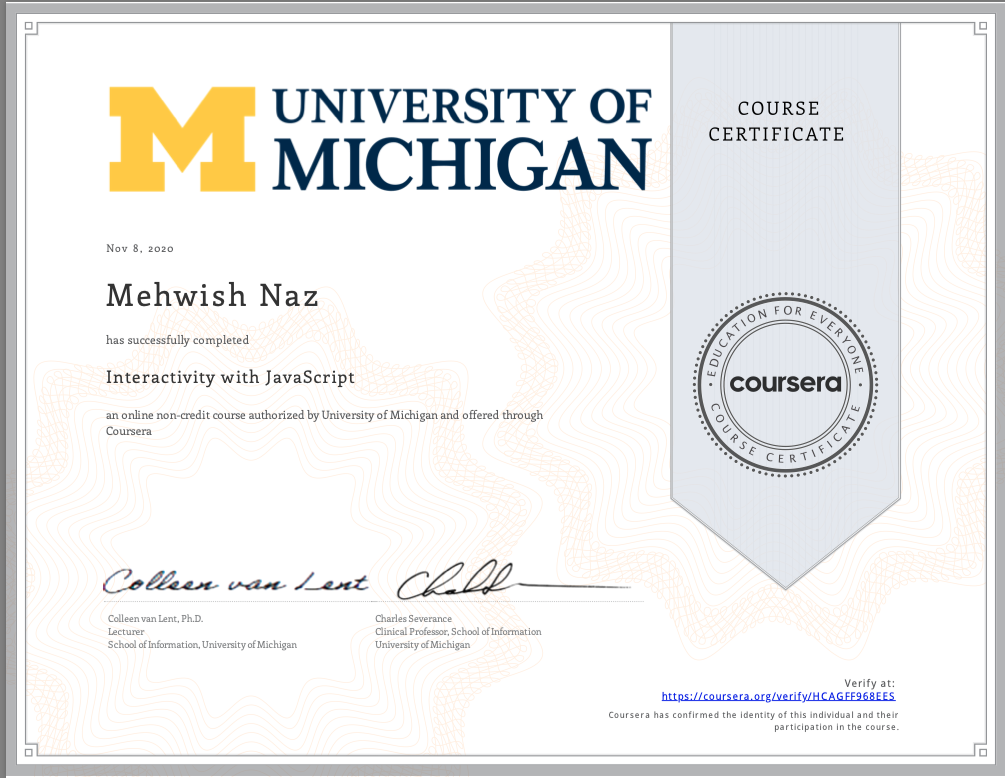 M UNIVERSITY OF
MICHIGAN
COURSE
CERTIFICATE
Nov 8, 2020
Mehwish Naz
has successfully completed
Interactivity with JavaScript
an online non-credit course authorized by University of Michigan and offered through
Coursera
EDUCATION FOR EVERYONE
coursera
COURSE CERTIFICATE
Colleen van Lent
Colleen van Lent, Ph.D.
Lecturer
School of Information, University of Michigan
Charles Severance
Clinical Professor, School of Information
University of Michigan
Verify at:
https://coursera.org/verify/HCAGFF968EES
Coursera has confirmed the identity of this individual and their
participation in the course.